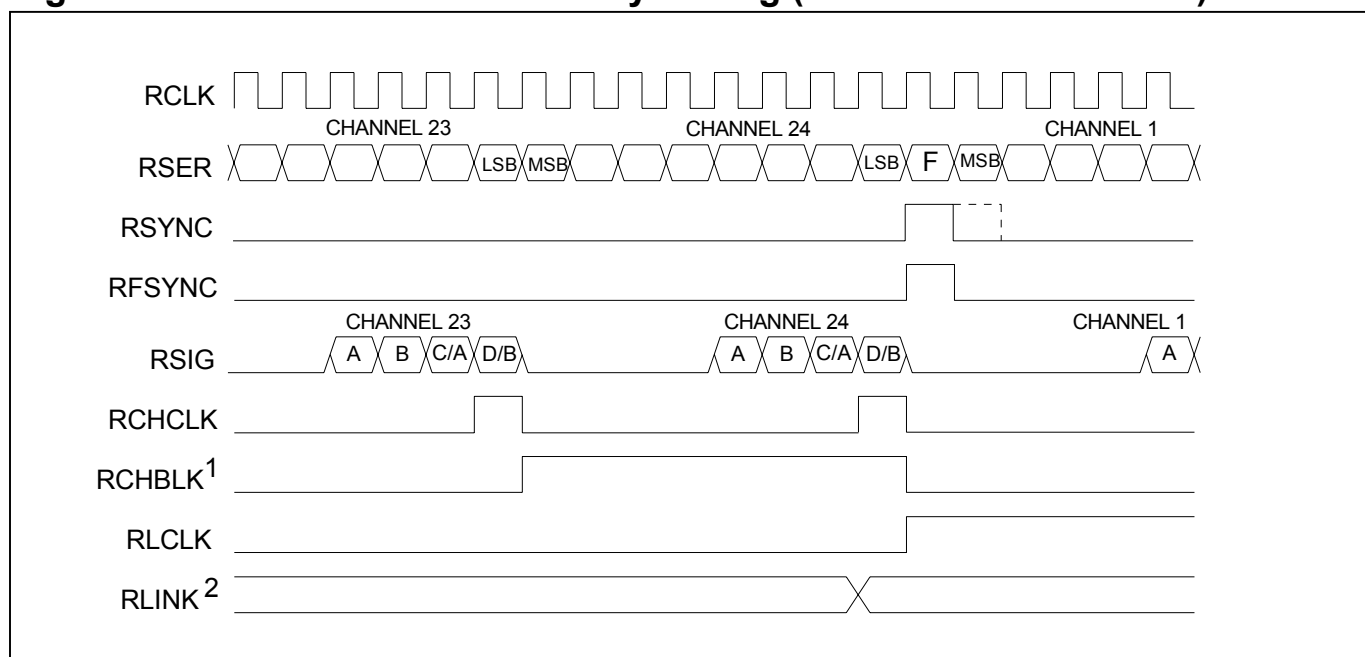 RCLK
CHANNEL 23 CHANNEL 24 CHANNEL 1
RSER LSB MSB LSB F MSB
RSYNC
RFSYNC
CHANNEL 23 CHANNEL 24 CHANNEL 1
RSIG A B C/A D/B A B C/A D/B A
RCHCLK
RCHBLK1
RLCLK
RLINK2